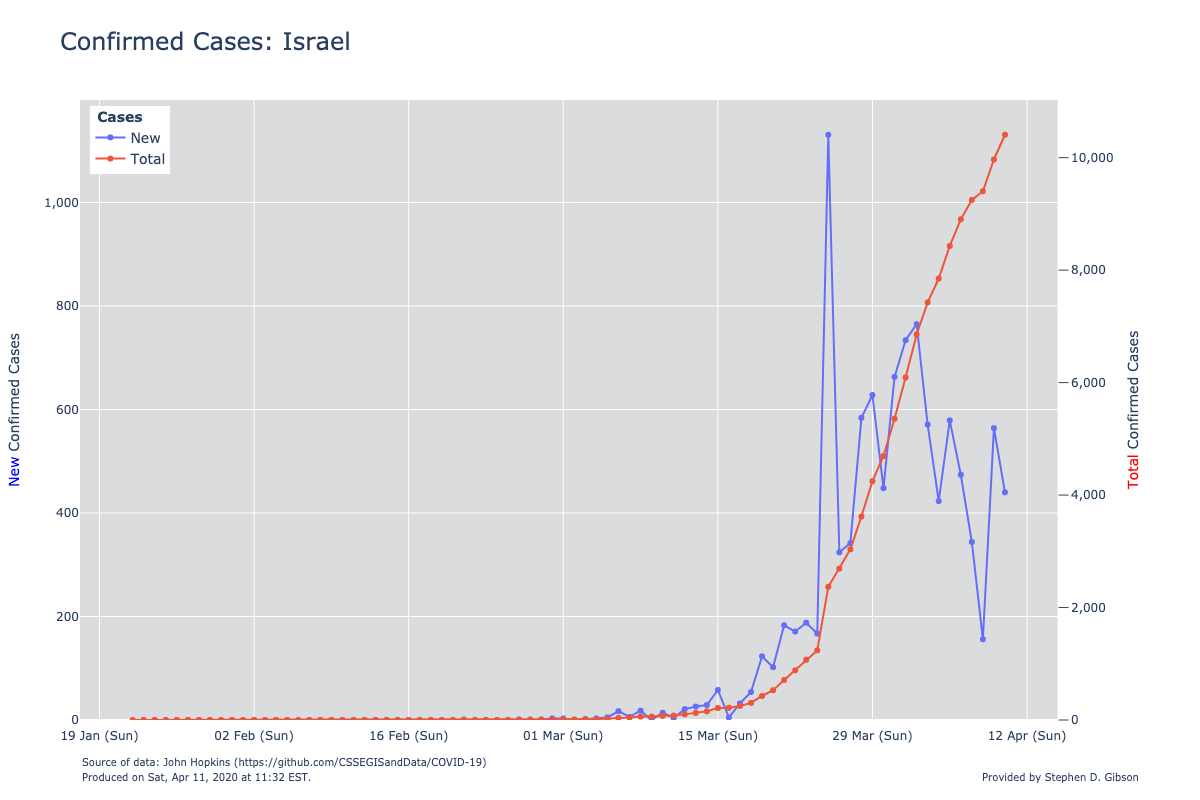 Confirmed Cases: Israel
Cases
New
Total
1,000
800
600
400
200
0
New Confirmed Cases
10,000
8,000
6,000
4,000
2,000
0
Total Confirmed Cases
19 Jan (Sun)
02 Feb (Sun)
16 Feb (Sun)
01 Mar (Sun)
15 Mar (Sun)
29 Mar (Sun)
12 Apr (Sun)
Source of data: John Hopkins (https://github.com/CSSEGISandData/COVID-19)
Produced on Sat, Apr 11, 2020 at 11:32 EST.
Provided by Stephen D. Gibson